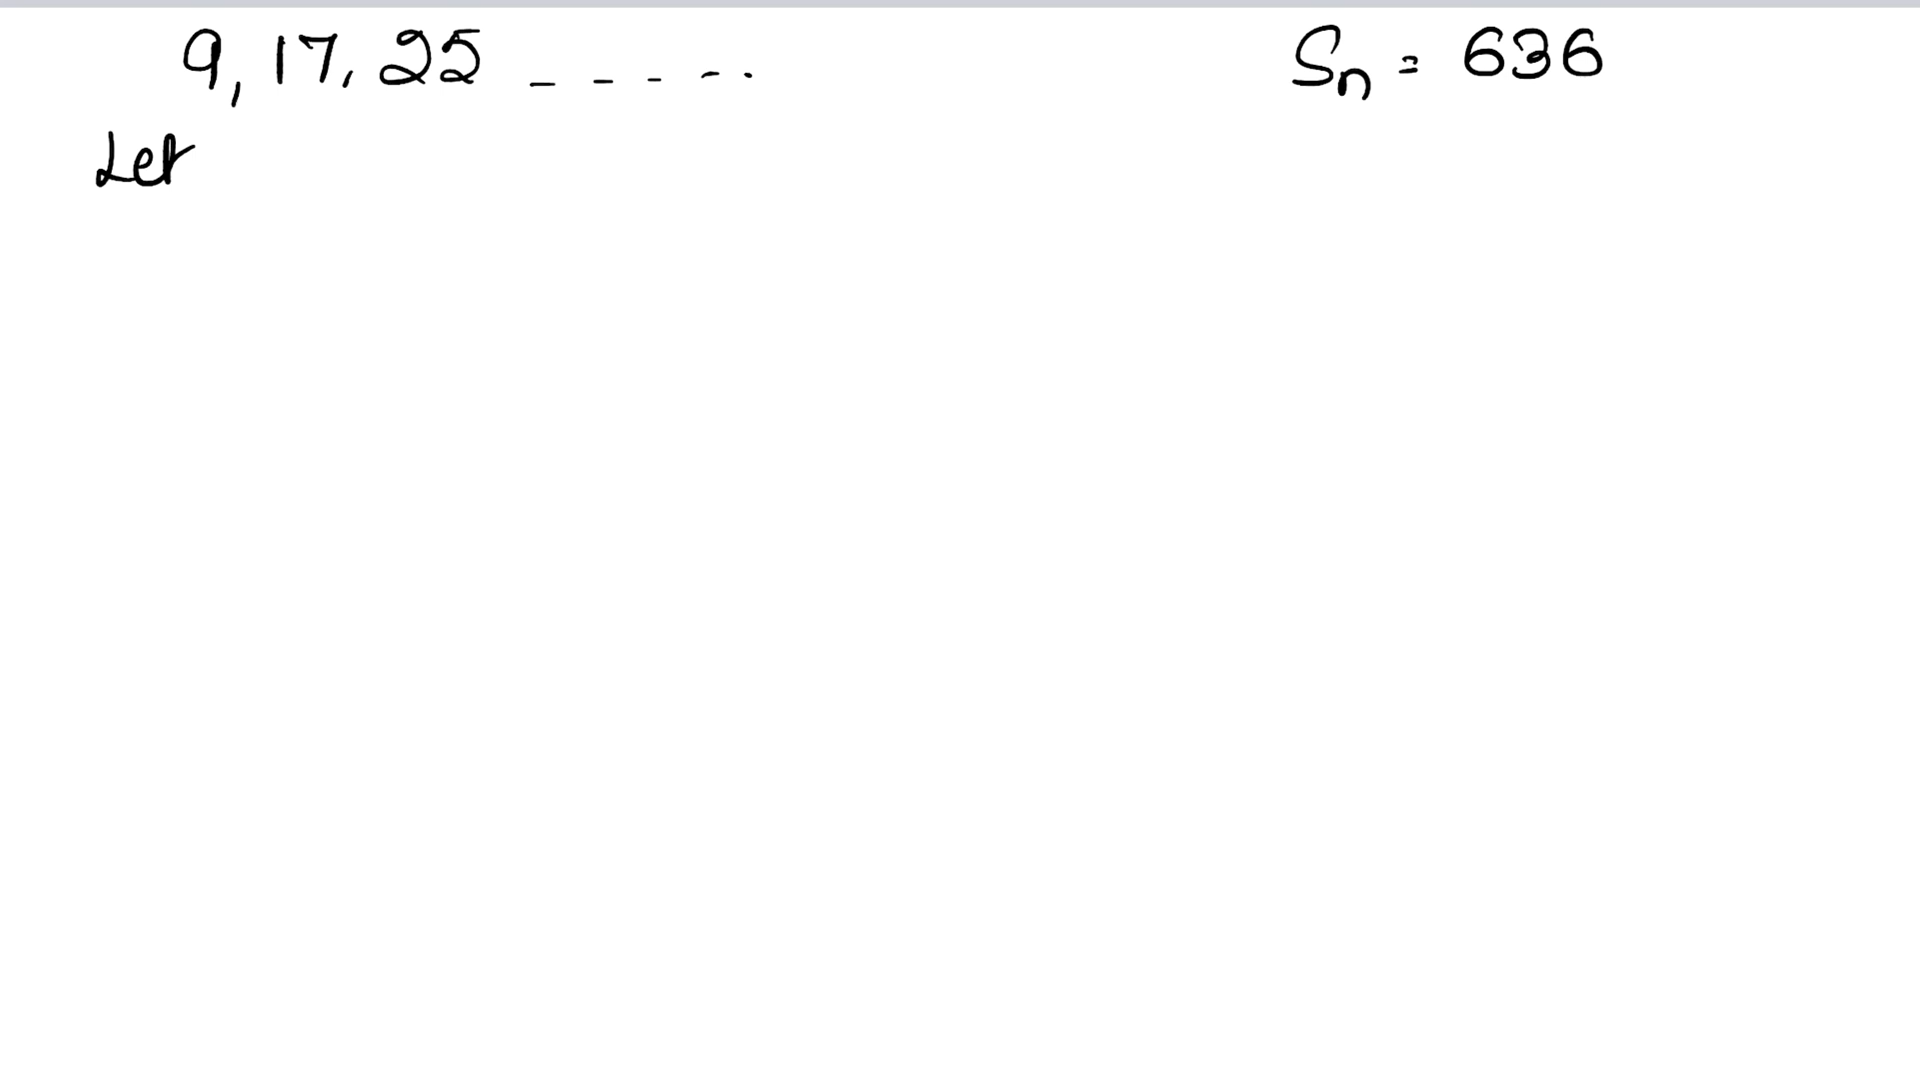 9, 17, 25 - - - - . Sn = 636
Let